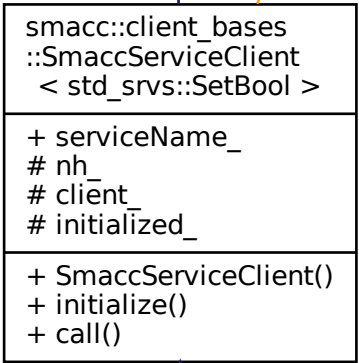 smacc::client_bases
::SmaccServiceClient
< std_srvs::SetBool >
+ serviceName_
# nh_
# client_
# initialized_
+ SmaccServiceClient()
+ initialize()
+ call()